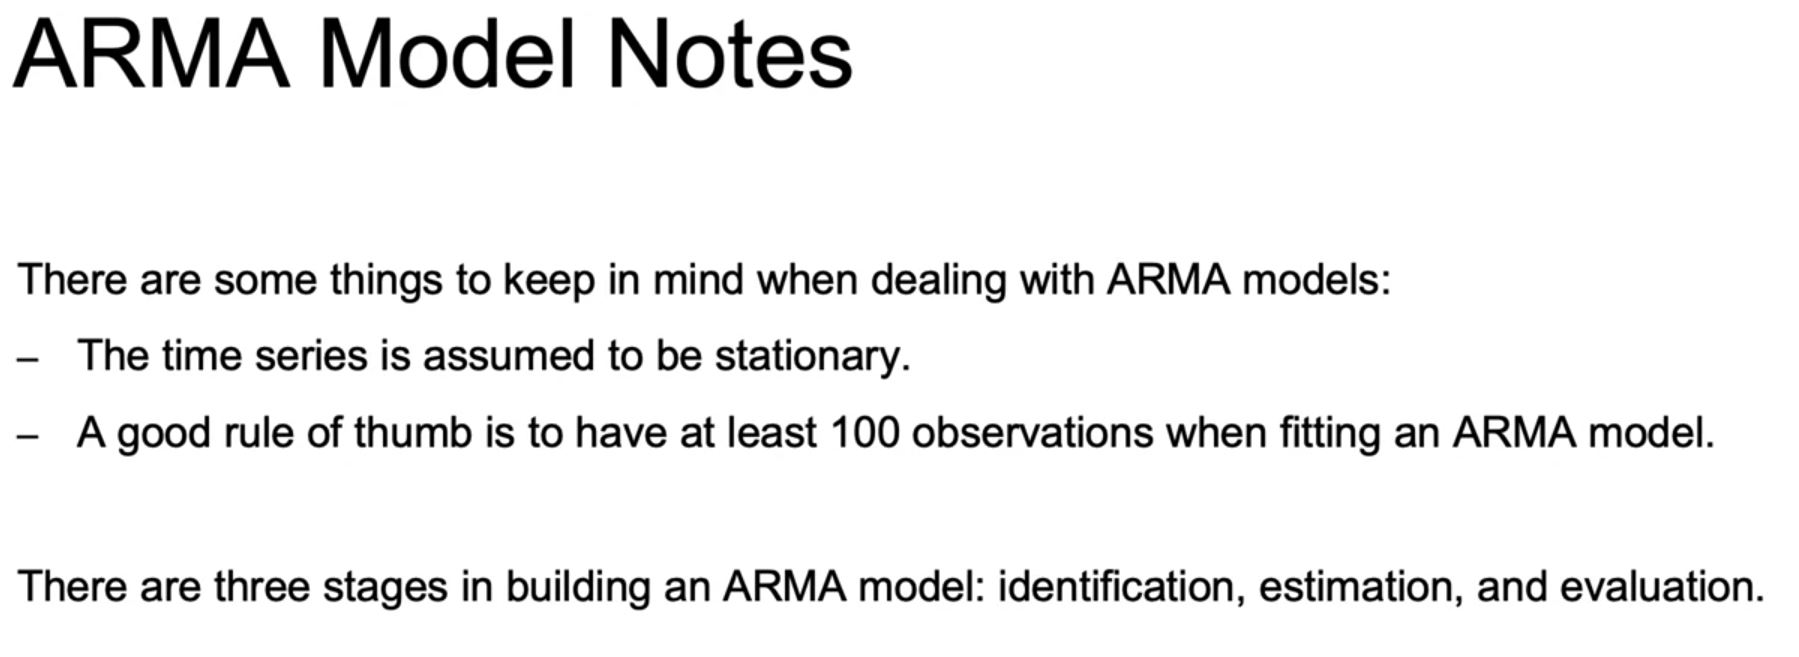 ARMA Model Notes
There are some things to keep in mind when dealing with ARMA models:
– The time series is assumed to be stationary.
– A good rule of thumb is to have at least 100 observations when fitting an ARMA model.
There are three stages in building an ARMA model: identification, estimation, and evaluation.